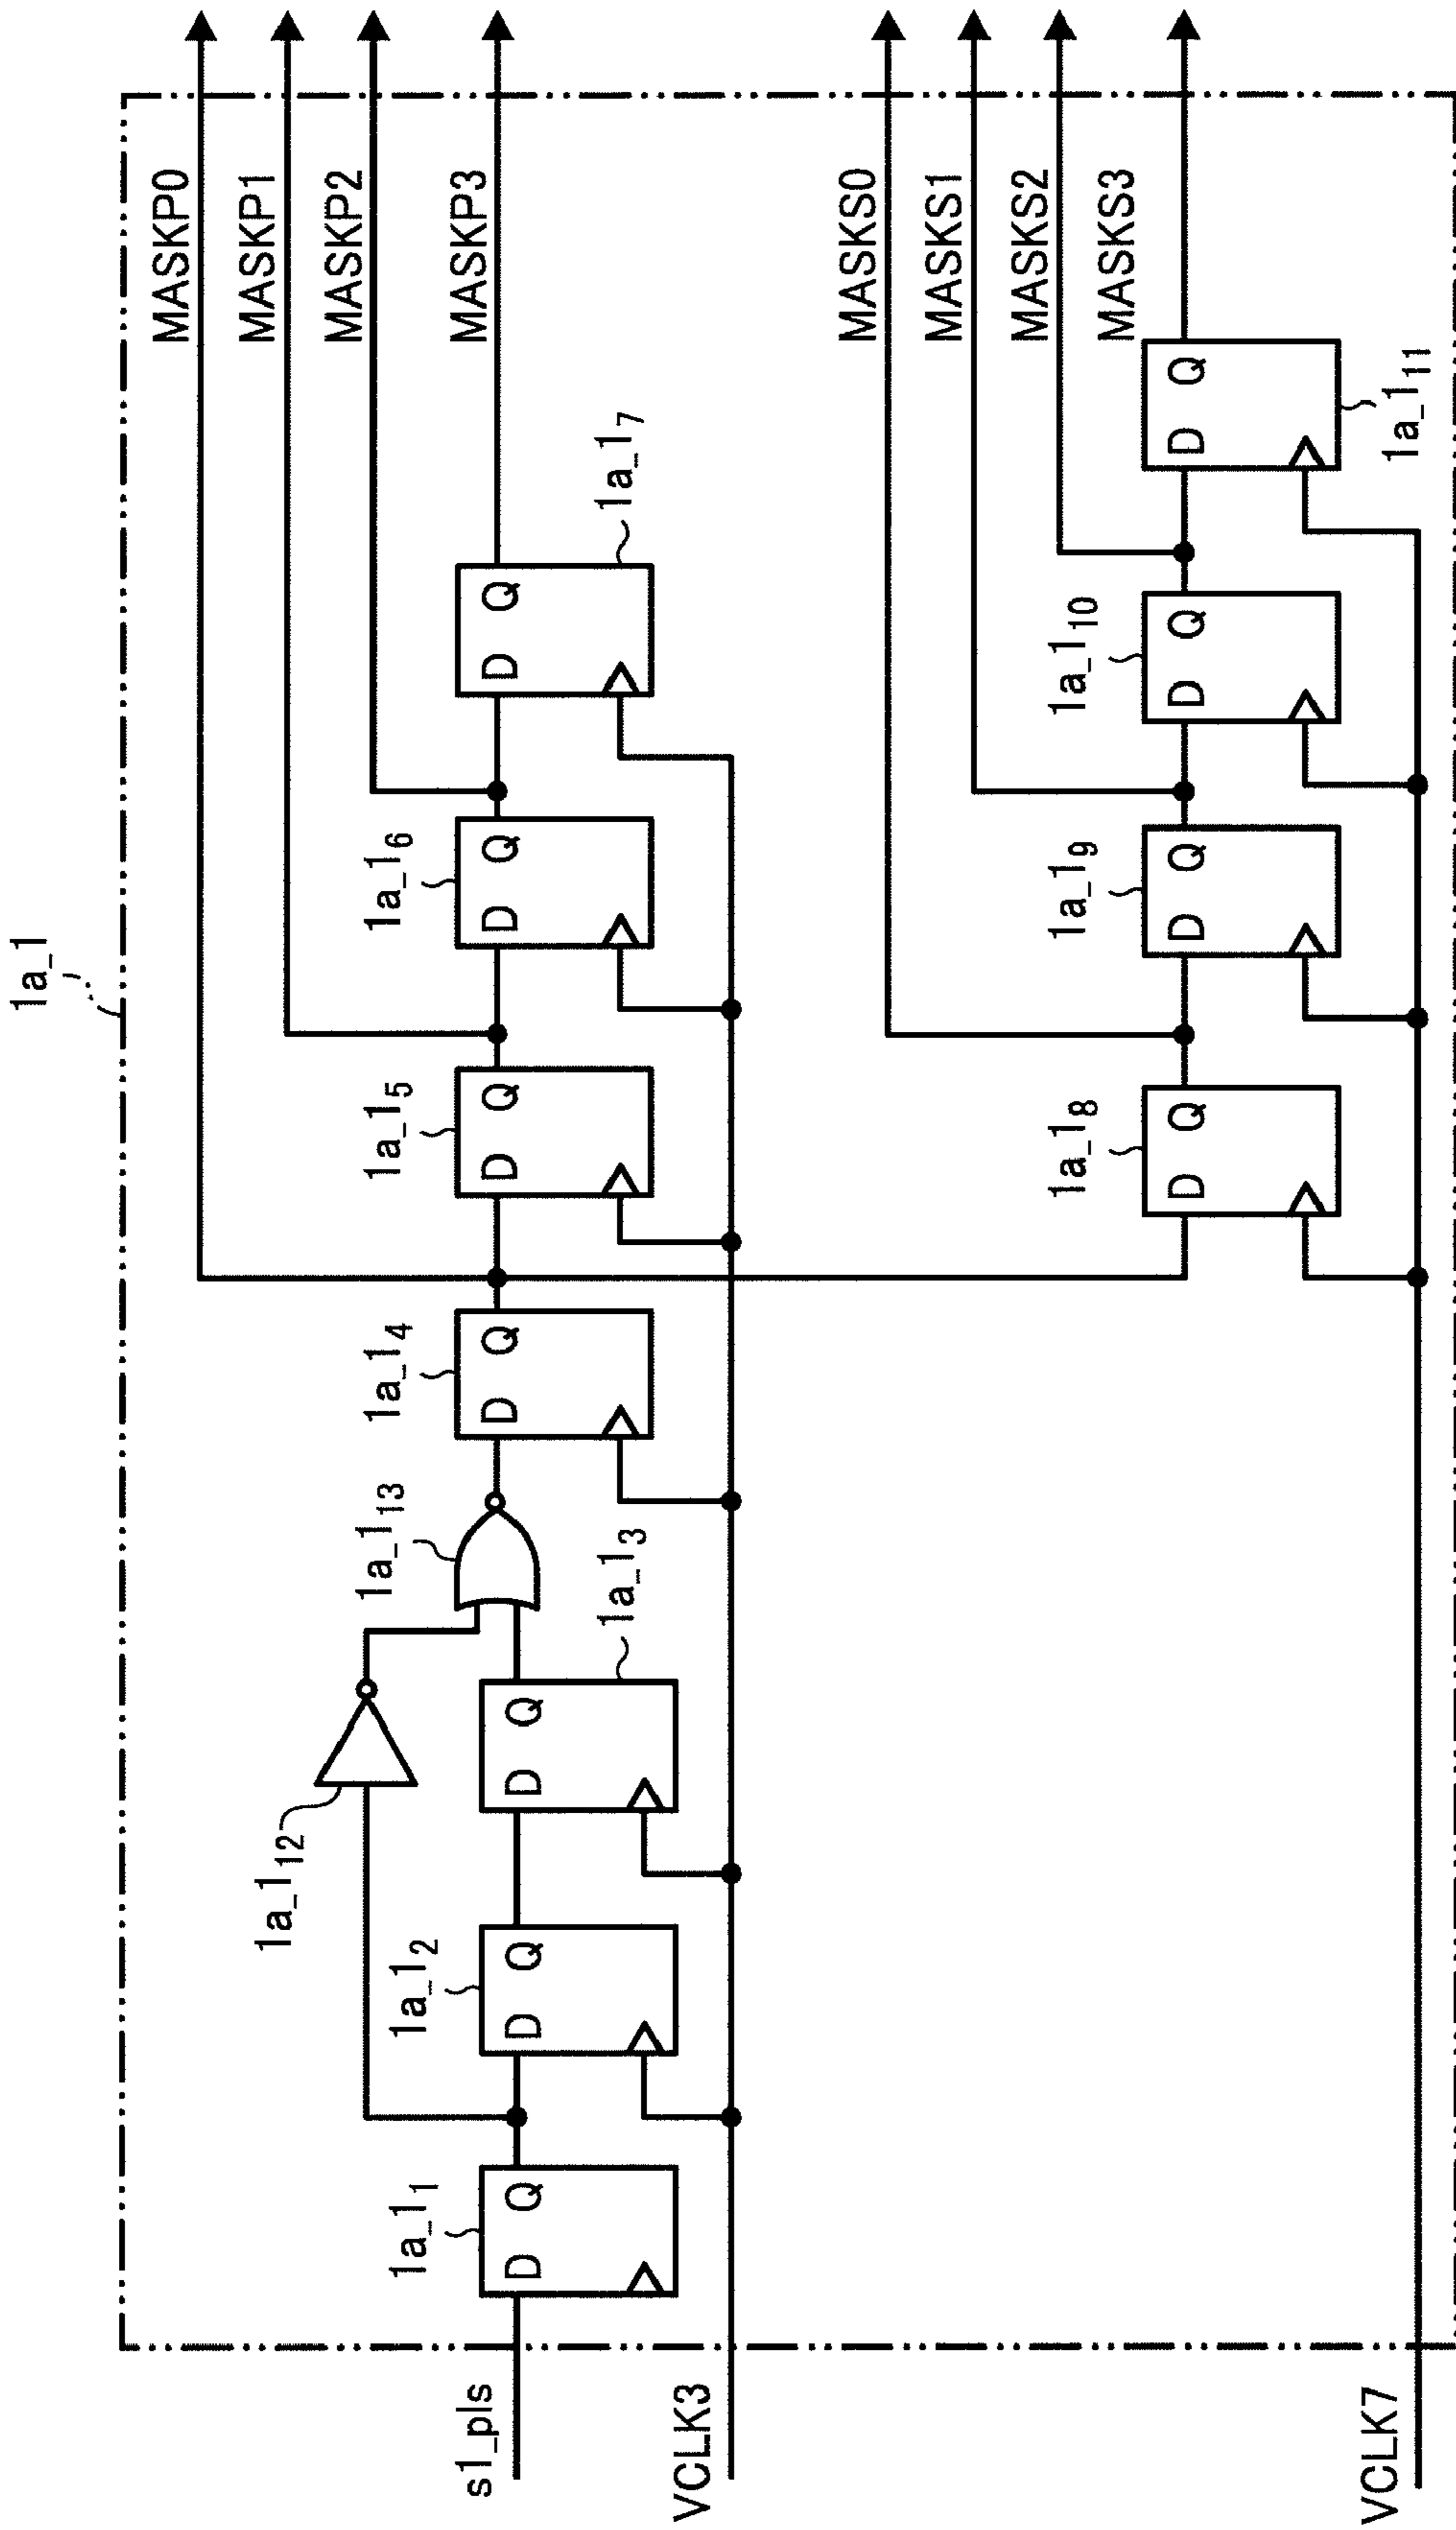 1a_1
MASKP0
MASKP1
MASKP2
MASKP3
1a_1₁
D Q
1a_1₂
D Q
1a_1₁₂
1a_1₃
D Q
1a_1₁₃
1a_1₄
D Q
1a_1₅
D Q
1a_1₆
D Q
1a_1₇
D Q
s1_pls
VCLK3
MASKS0
MASKS1
MASKS2
MASKS3
1a_1₈
D Q
1a_1₉
D Q
1a_1₁₀
D Q
1a_1₁₁
D Q
VCLK7